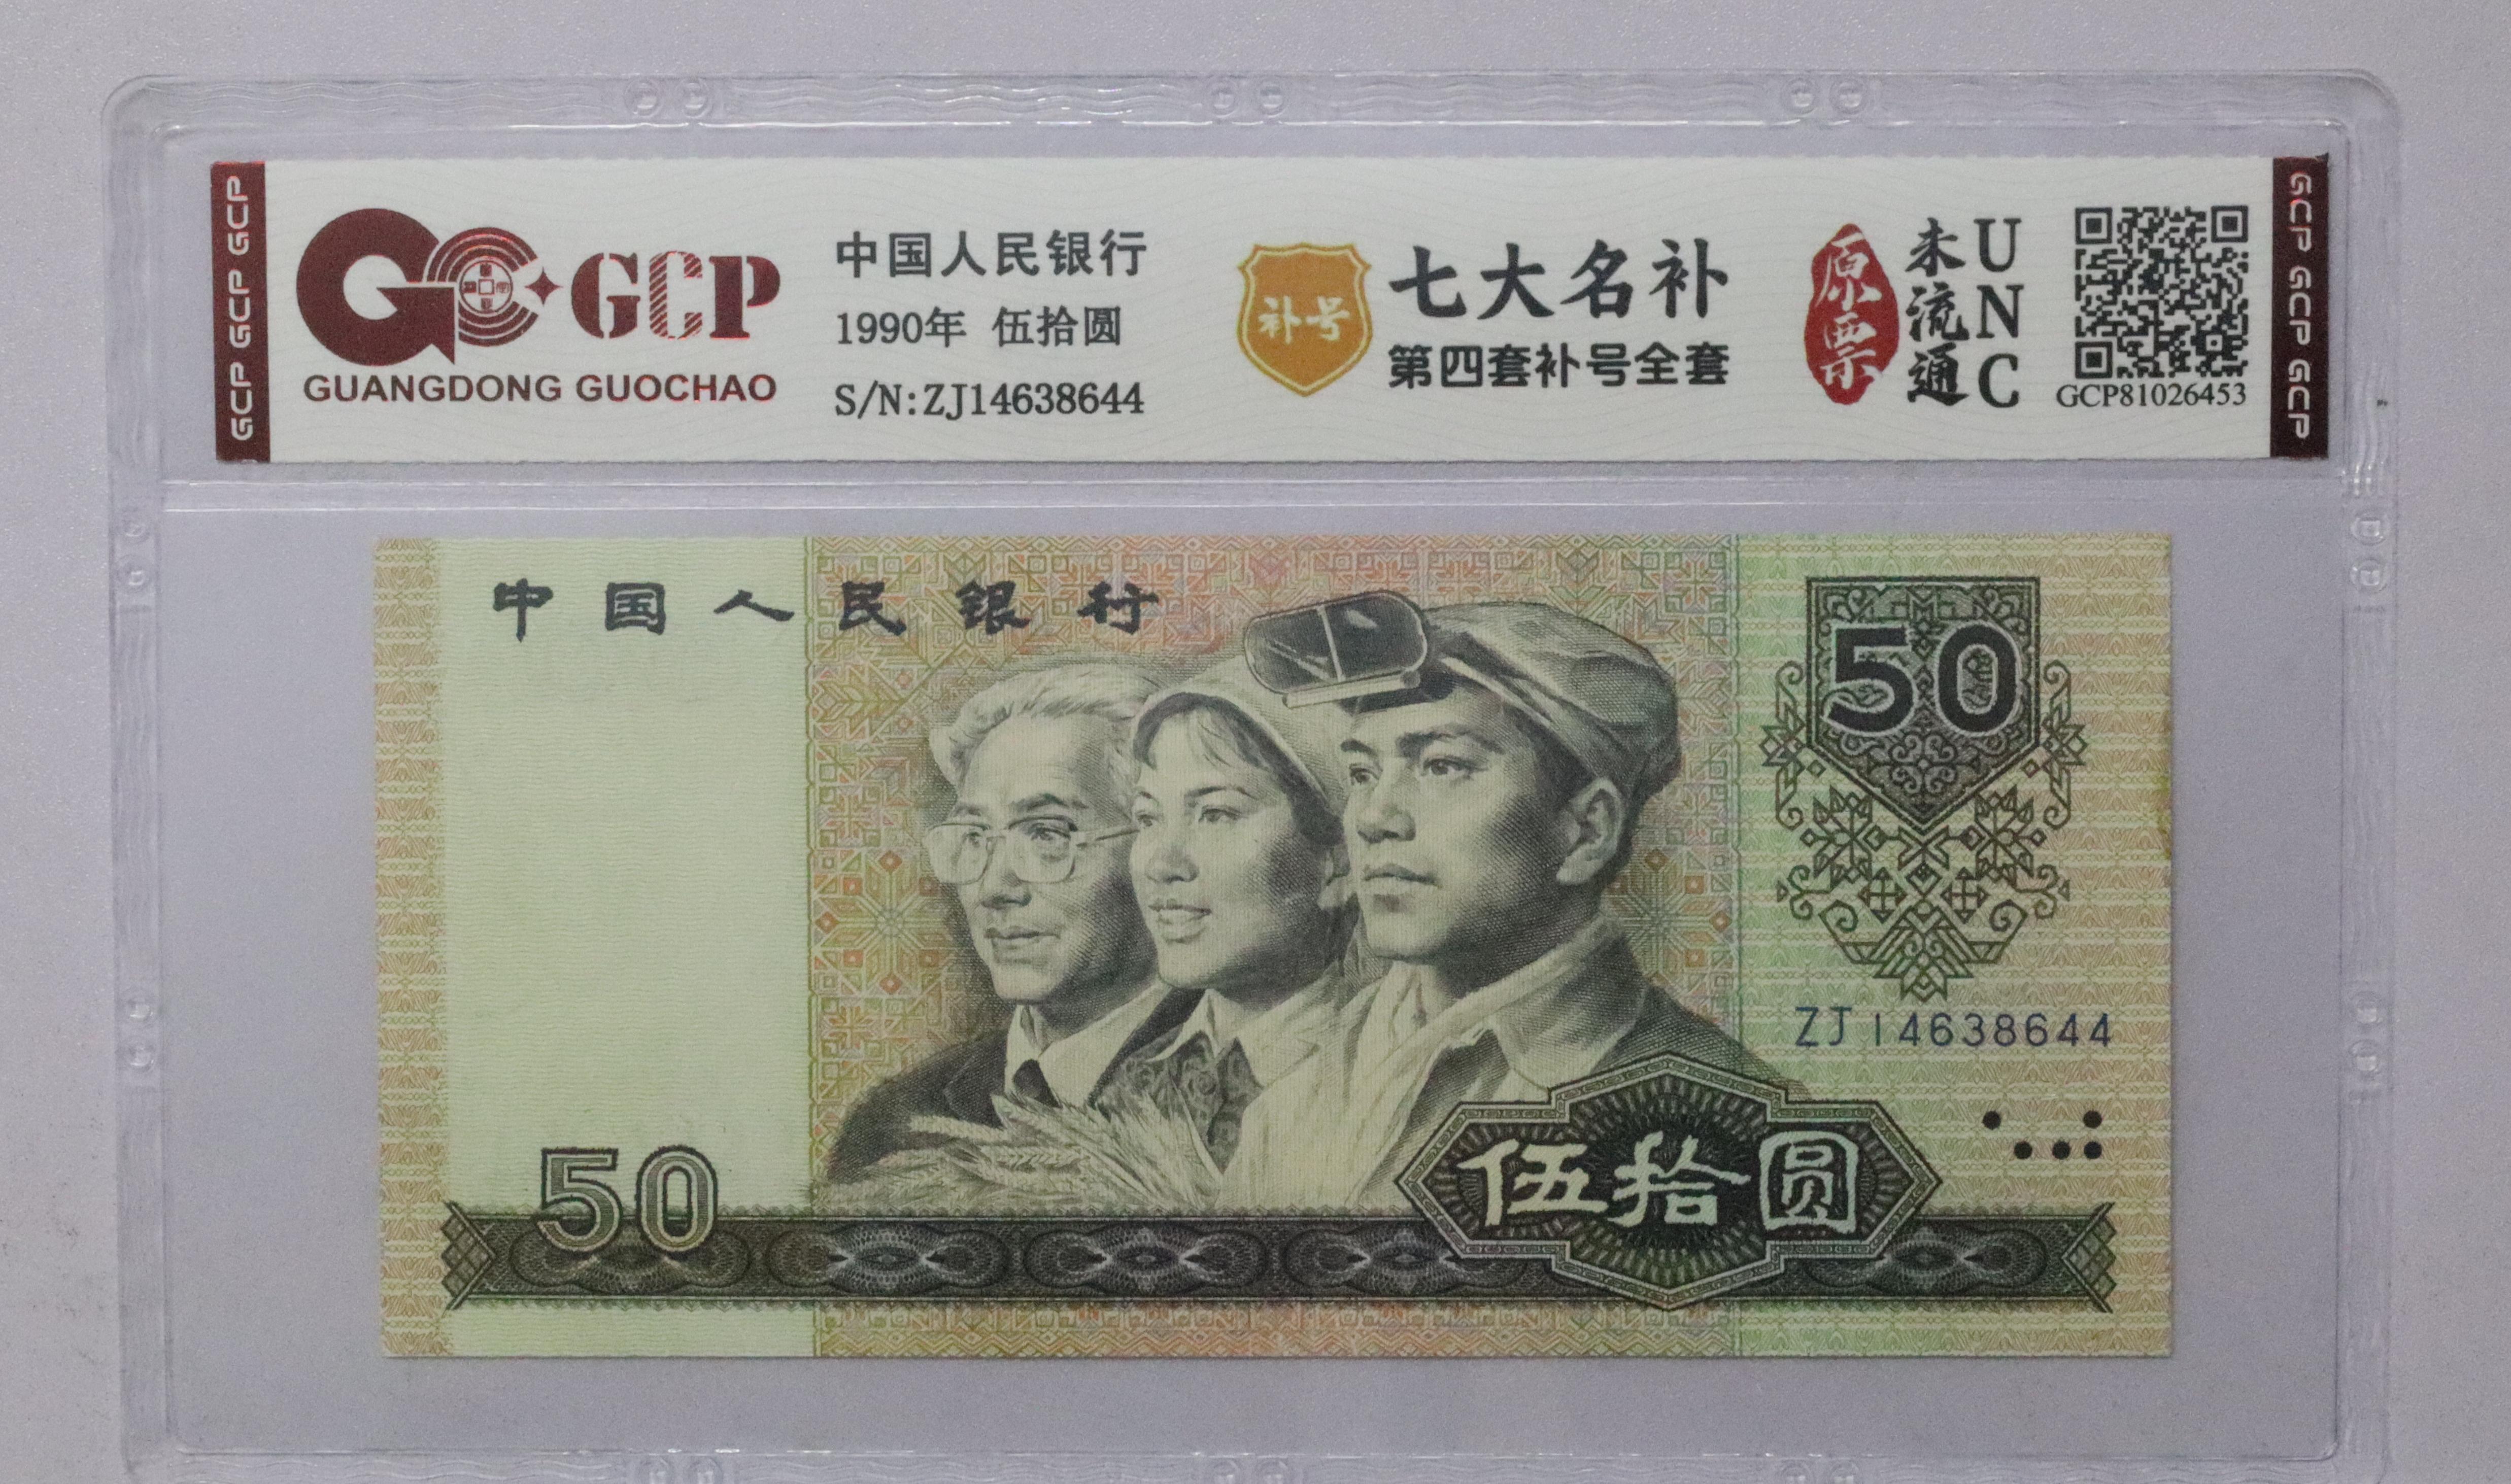 GCP GCP GCP
GCP
GUANGDONG GUOCHAO
中国人民银行
1990年 伍拾圆
S/N:ZJ14638644
补号
七大名补
第四套补号全套
原票
未流通
UNC
GCP81026453
GCP GCP GCP
中国人民银行
50
ZJ14638644
50
伍拾圆